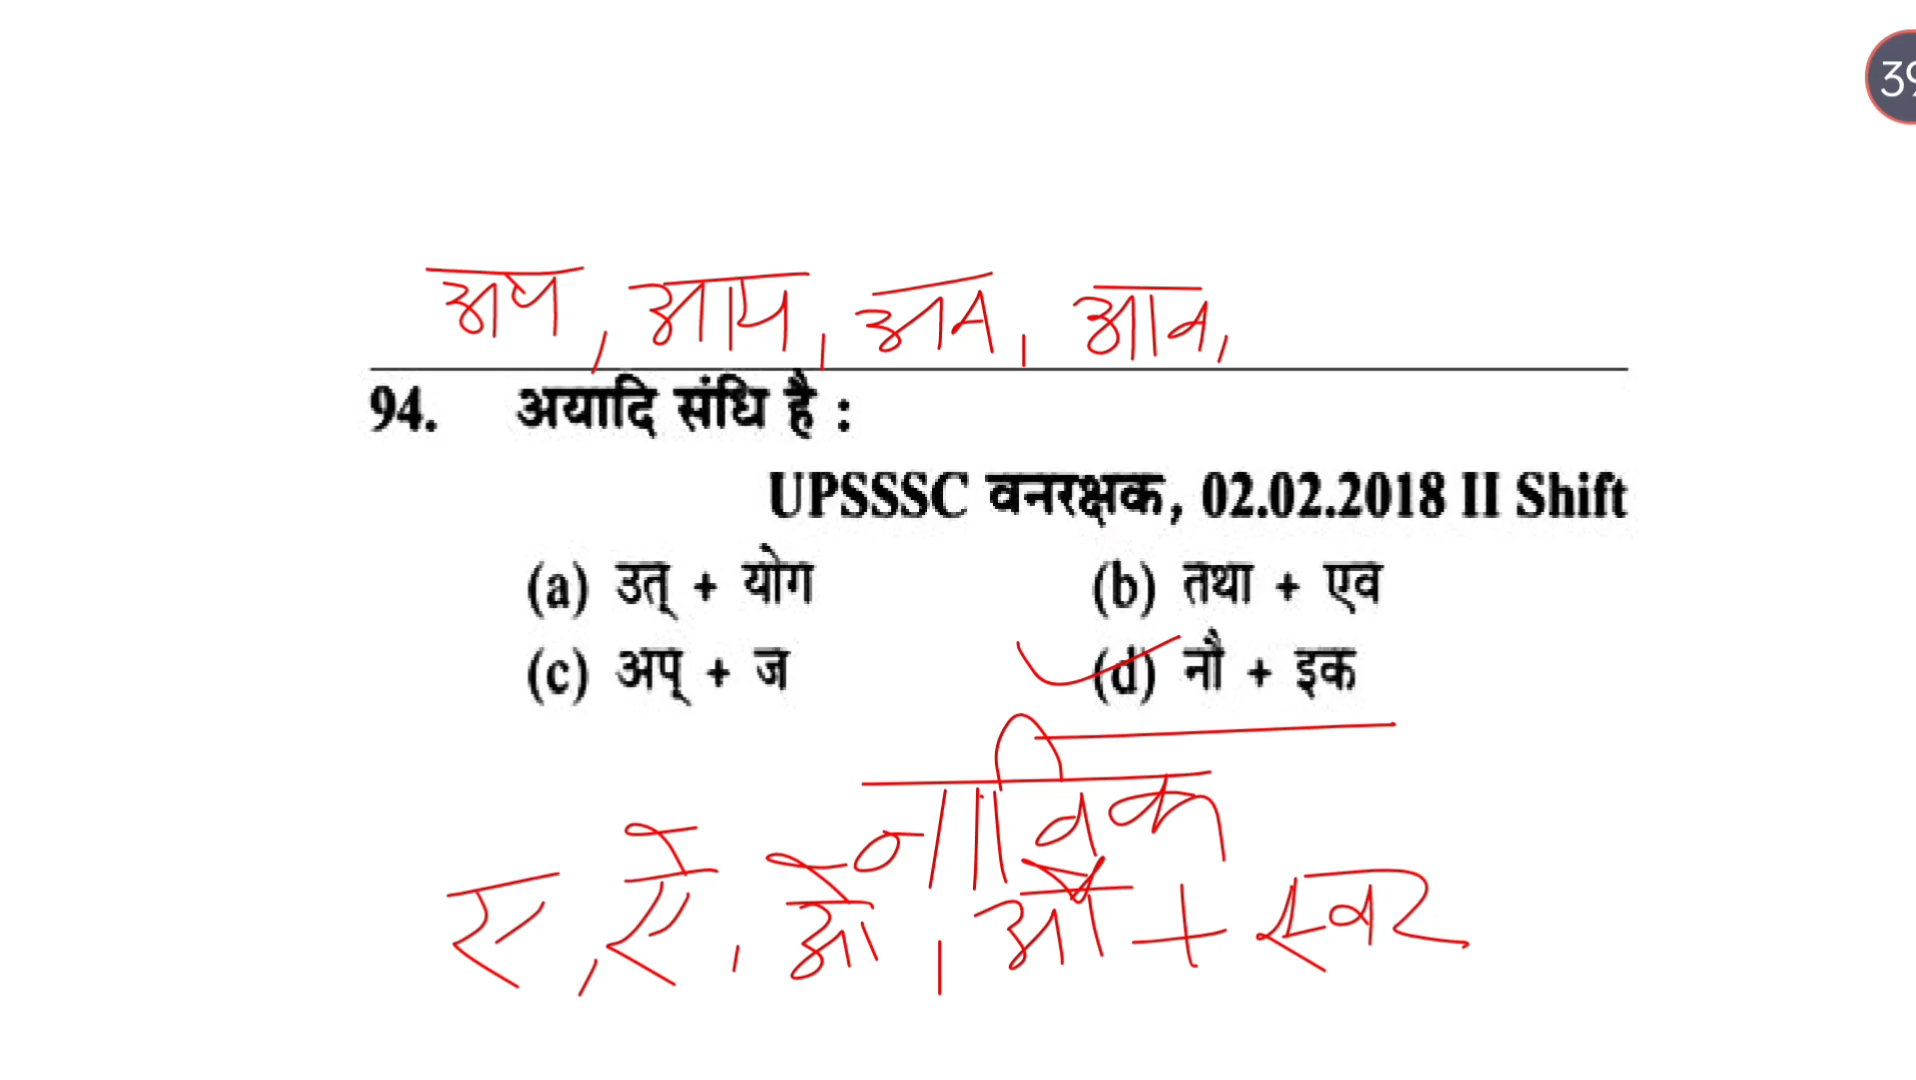 39
अय, आय, अव, आव,
94. अयादि संधि है :
UPSSSC वनरक्षक, 02.02.2018 II Shift
(a) उत् + योग (b) तथा + एव
(c) अप् + ज (d) नौ + इक
नाविक
ए, ऐ, ओ, औ + स्वर